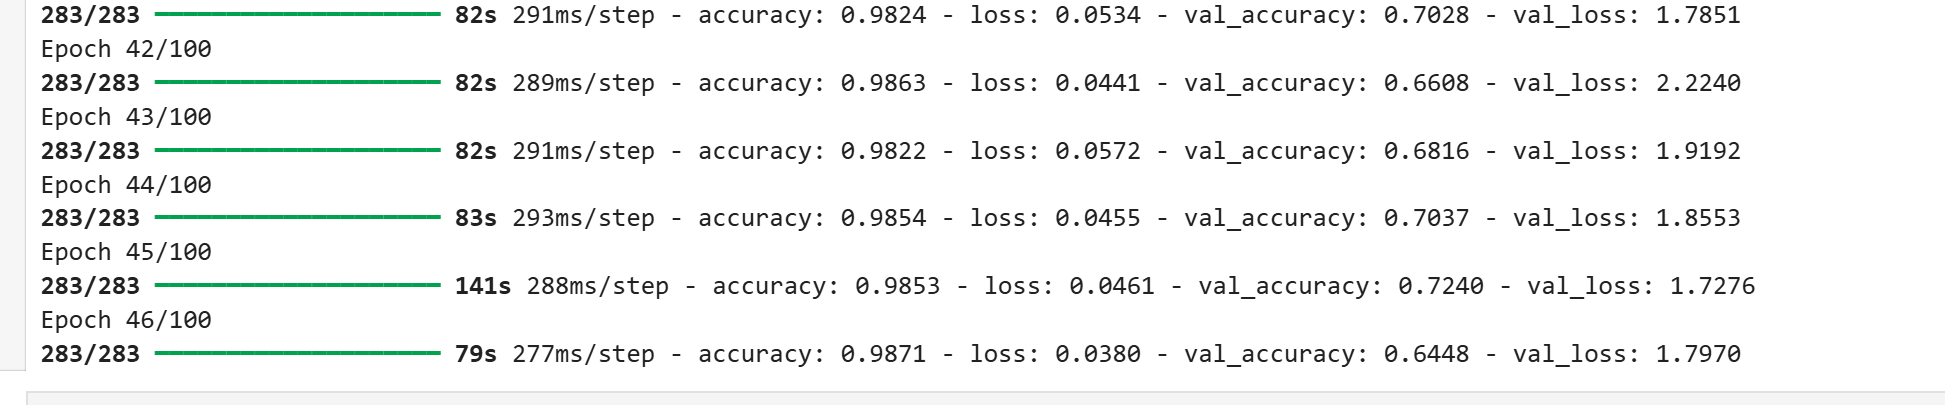 283/283 ━━━━━━━━━━━━━━━━━━━━ 82s 291ms/step - accuracy: 0.9824 - loss: 0.0534 - val_accuracy: 0.7028 - val_loss: 1.7851
Epoch 42/100
283/283 ━━━━━━━━━━━━━━━━━━━━ 82s 289ms/step - accuracy: 0.9863 - loss: 0.0441 - val_accuracy: 0.6608 - val_loss: 2.2240
Epoch 43/100
283/283 ━━━━━━━━━━━━━━━━━━━━ 82s 291ms/step - accuracy: 0.9822 - loss: 0.0572 - val_accuracy: 0.6816 - val_loss: 1.9192
Epoch 44/100
283/283 ━━━━━━━━━━━━━━━━━━━━ 83s 293ms/step - accuracy: 0.9854 - loss: 0.0455 - val_accuracy: 0.7037 - val_loss: 1.8553
Epoch 45/100
283/283 ━━━━━━━━━━━━━━━━━━━━ 141s 288ms/step - accuracy: 0.9853 - loss: 0.0461 - val_accuracy: 0.7240 - val_loss: 1.7276
Epoch 46/100
283/283 ━━━━━━━━━━━━━━━━━━━━ 79s 277ms/step - accuracy: 0.9871 - loss: 0.0380 - val_accuracy: 0.6448 - val_loss: 1.7970